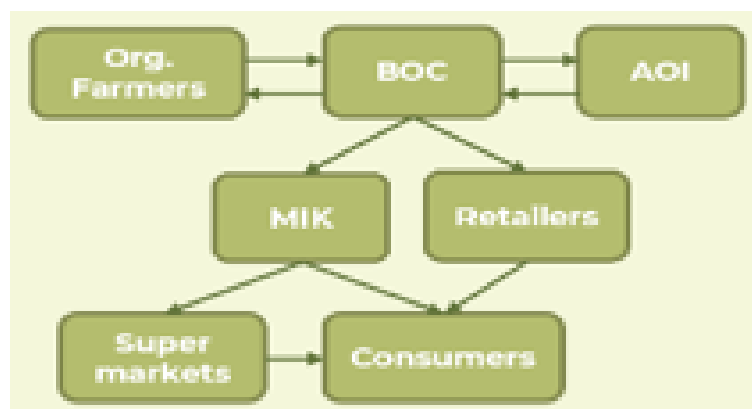 Org.
Farmers
BOC
AOI
MIK
Retailers
Super
markets
Consumers